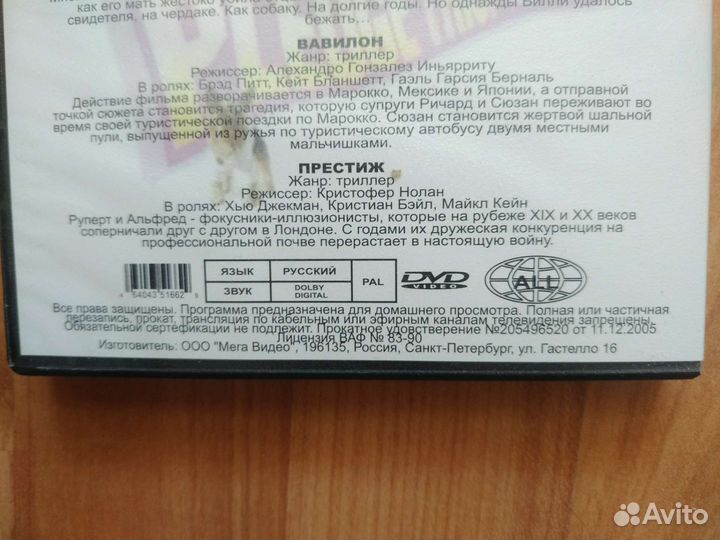 как его мать жестоко убила
свидетеля, на чердаке. Как собаку. На долгие годы. Но однажды Билли удалось
бежать...
ВАВИЛОН
Жанр: триллер
Режиссер: Алехандро Гонзалез Иньярриту
В ролях: Брэд Питт, Кейт Бланшетт, Гаэль Гарсия Берналь
Действие фильма разворачивается в Марокко, Мексике и Японии, а отправной
точкой сюжета становится трагедия, которую супруги Ричард и Сюзан переживают во
время своей туристической поездки по Марокко. Сюзан становится жертвой шальной
пули, выпущенной из ружья по туристическому автобусу двумя местными
мальчишками.
ПРЕСТИЖ
Жанр: триллер
Режиссер: Кристофер Нолан
В ролях: Хью Джекман, Кристиан Бэйл, Майкл Кейн
Руперт и Альфред - фокусники-иллюзионисты, которые на рубеже XIX и XX веков
соперничали друг с другом в Лондоне. С годами их дружеская конкуренция на
профессиональной почве перерастает в настоящую войну.
ЯЗЫК РУССКИЙ
ЗВУК DOLBY DIGITAL
PAL
DVD
VIDEO
ALL
64043 51662
Все права защищены. Программа предназначена для домашнего просмотра. Полная или частичная
перезапись, прокат, трансляция по кабельным или эфирным каналам телевидения запрещены.
Обязательной сертефикации не подлежит. Прокатное удовстверение №205496520 от 11.12.2005
Лицензия ВАФ № 83-90
Изготовитель: ООО "Мега Видео", 196135, Россия, Санкт-Петербург, ул. Гастелло 16
Avito